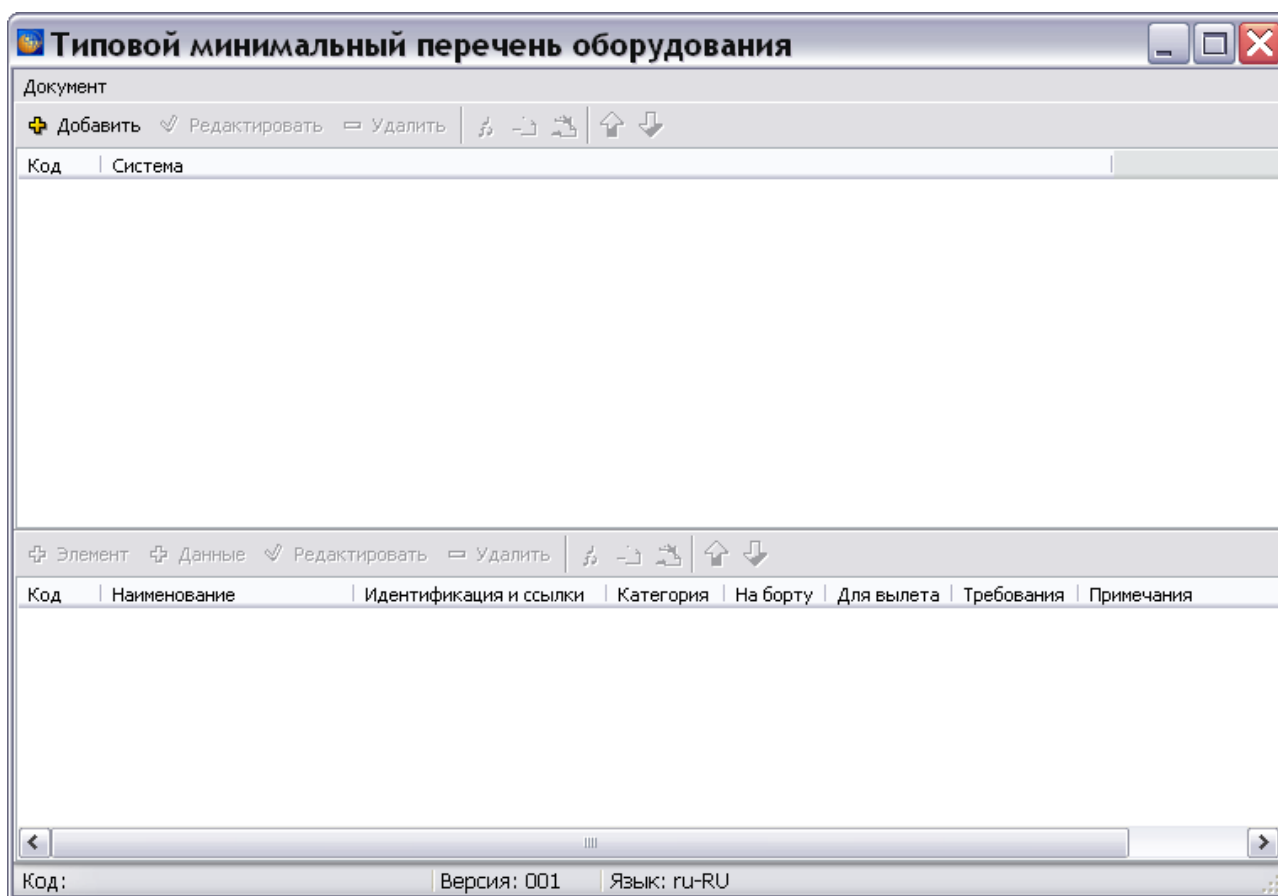 Типовой минимальный перечень оборудования
Документ
Добавить Редактировать Удалить
Код Система
Элемент Данные Редактировать Удалить
Код Наименование Идентификация и ссылки Категория На борту Для вылета Требования Примечания
Код: Версия: 001 Язык: ru-RU